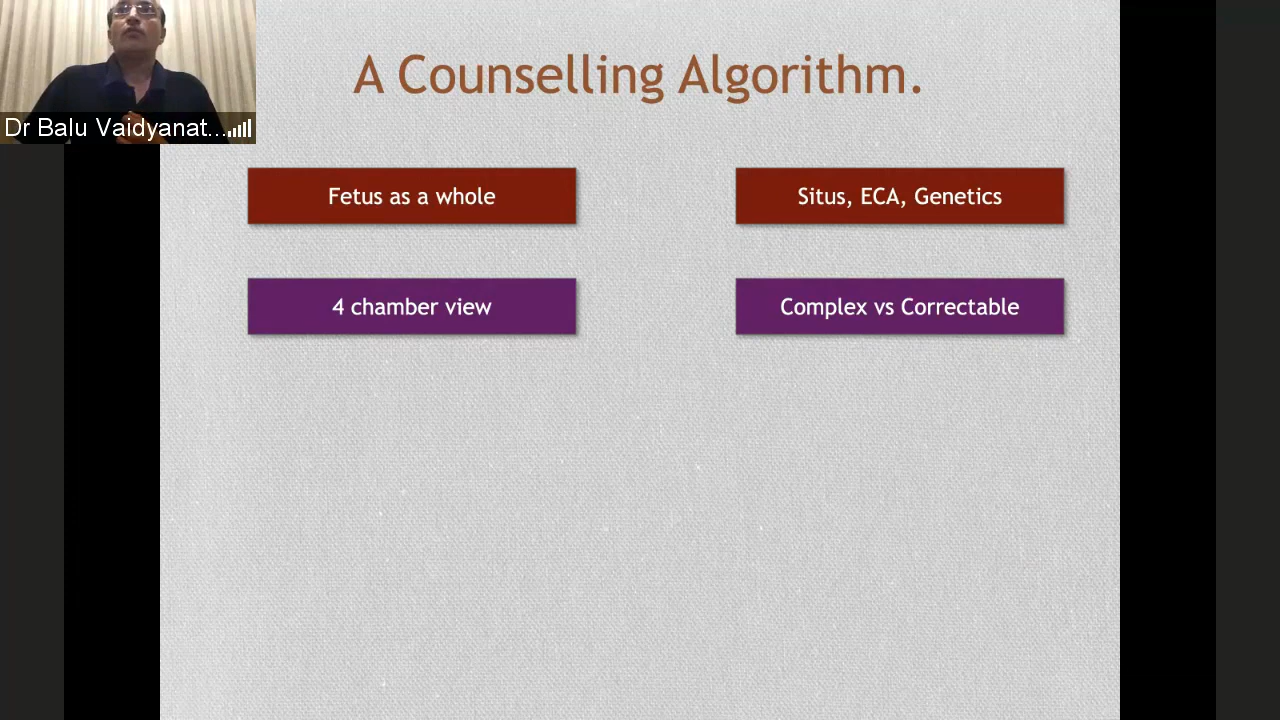 A Counselling Algorithm.
Dr Balu Vaidyanat...
Fetus as a whole
Situs, ECA, Genetics
4 chamber view
Complex vs Correctable